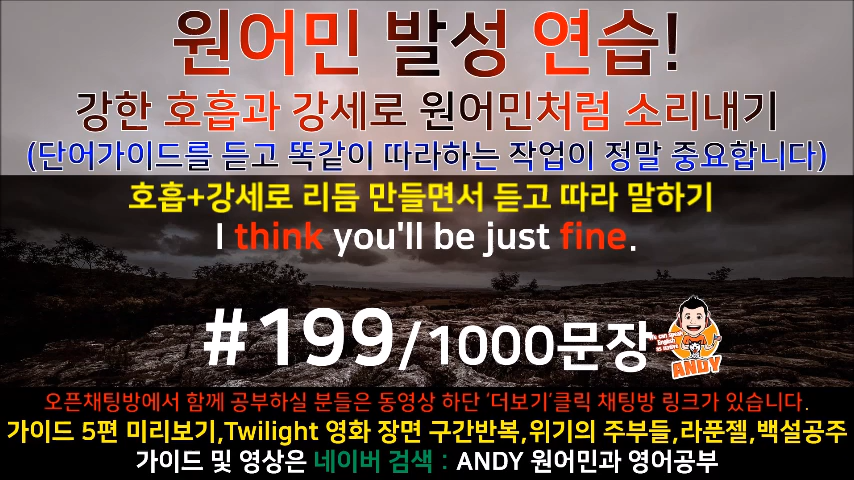 원어민 발성 연습!
강한 호흡과 강세로 원어민처럼 소리내기
(단어가이드를 듣고 똑같이 따라하는 작업이 정말 중요합니다)
호흡+강세로 리듬 만들면서 듣고 따라 말하기
I think you'll be just fine.
#199/1000문장
We can speak
English
as native
ANDY
오픈채팅방에서 함께 공부하실 분들은 동영상 하단 '더보기'클릭 채팅방 링크가 있습니다.
가이드 5편 미리보기,Twilight 영화 장면 구간반복,위기의 주부들,라푼젤,백설공주
가이드 및 영상은 네이버 검색 : ANDY 원어민과 영어공부